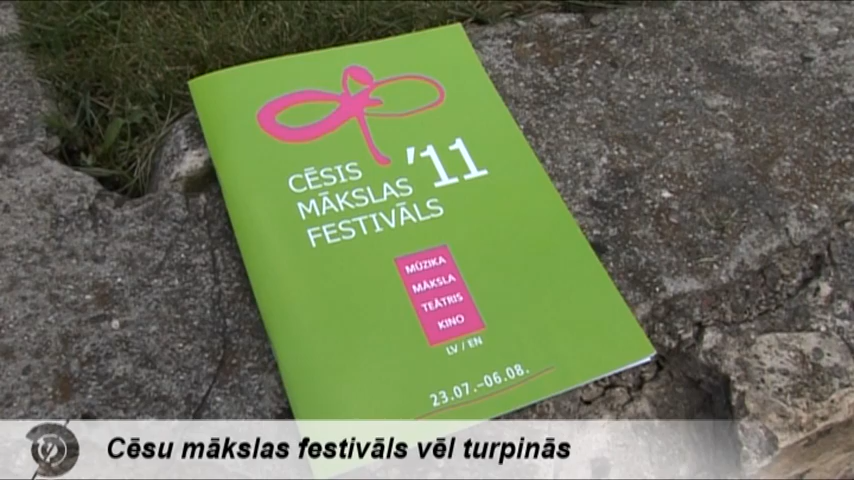 CĒSIS
MĀKSLAS
FESTIVĀLS
'11
MŪZIKA
MĀKSLA
TEĀTRIS
KINO
LV / EN
23.07.–06.08.
Cēsu mākslas festivāls vēl turpinās